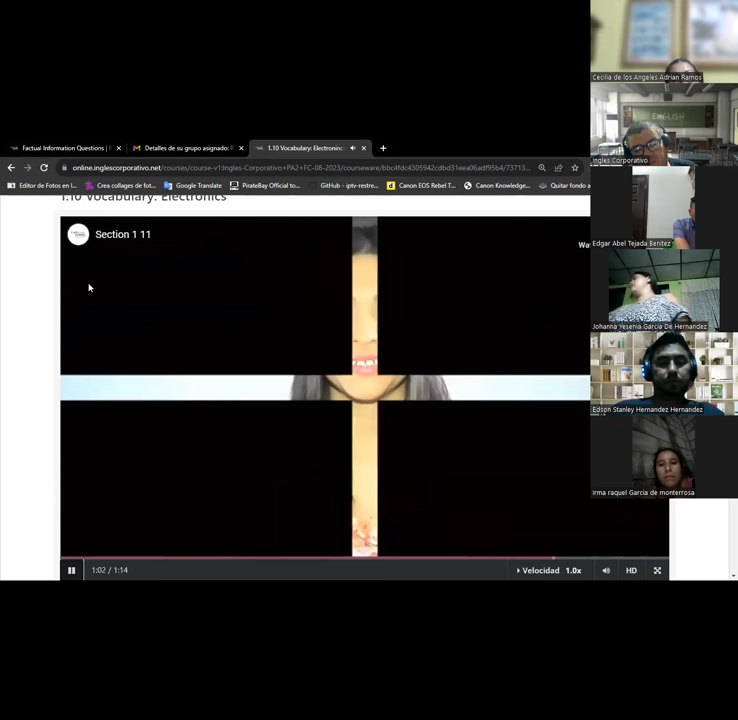 Factual Information Questions |
Detalles de su grupo asignado:
1.10 Vocabulary: Electronic
online.inglescorporativo.net/courses/course-v1:Ingles-Corporativo+PA2+FC-08-2023/courseware/bbc4fdc4305942cdbd31eea06adf95b4/73713
Editor de Fotos en l...
Crea collages de fot...
Google Translate
PirateBay Official to...
GitHub - iptv-restre...
Canon EOS Rebel T...
Canon Knowledge...
Quitar fondo a
1.10 Vocabulary: Electronics
Section 1 11
Wa
1:02 / 1:14
Velocidad 1.0x
HD
Cecilia de los Angeles Adrian Ramos
ENGLISH
Ingles Corporativo
Edgar Abel Tejada Benitez
Johanna Yesenia Garcia De Hernandez
Edson Stanley Hernandez Hernandez
Irma raquel Garcia de monterrosa